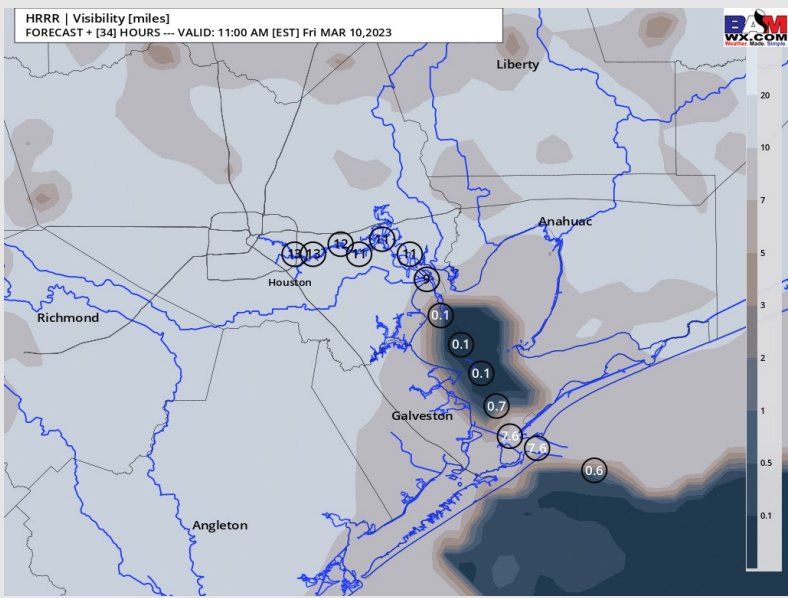 HRRR | Visibility [miles]
FORECAST + [34] HOURS --- VALID: 11:00 AM [EST] Fri MAR 10,2023
BAM
WX.COM
Weather. Made. Simple.
Liberty
20
10
7
Anahuac
13 13 12 11 11 11
5
Houston
9
3
Richmond
0.1
0.1
2
0.1
0.7
1
Galveston
7.6
7.6
0.5
0.6
0.1
Angleton